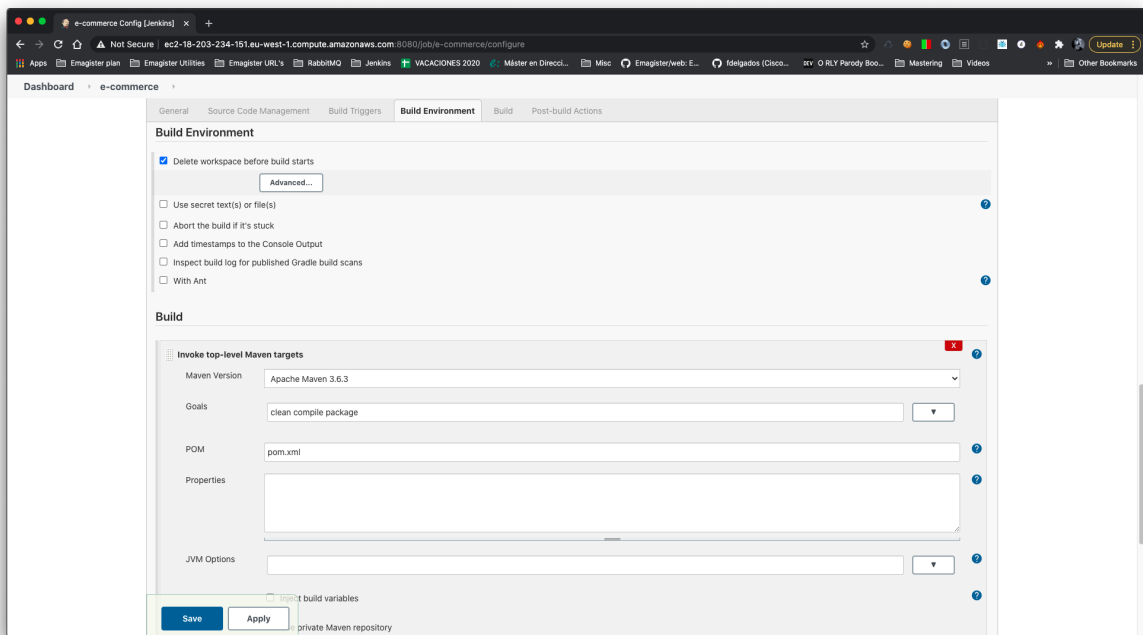 e-commerce Config [Jenkins]
Not Secure | ec2-18-203-234-151.eu-west-1.compute.amazonaws.com:8080/job/e-commerce/configure
Update
Apps Emagister plan Emagister Utilities Emagister URL's RabbitMQ Jenkins VACACIONES 2020 Máster en Direcci... Misc Emagister/web: E... fdelgados (Cisco... DEV O RLY Parody Boo... Mastering Videos » Other Bookmarks
Dashboard e-commerce
General Source Code Management Build Triggers Build Environment Build Post-build Actions
Build Environment
Delete workspace before build starts
Advanced...
Use secret text(s) or file(s)
Abort the build if it's stuck
Add timestamps to the Console Output
Inspect build log for published Gradle build scans
With Ant
Build
X
Invoke top-level Maven targets
Maven Version Apache Maven 3.6.3
Goals clean compile package
POM pom.xml
Properties
JVM Options
Inject build variables
Save Apply
private Maven repository